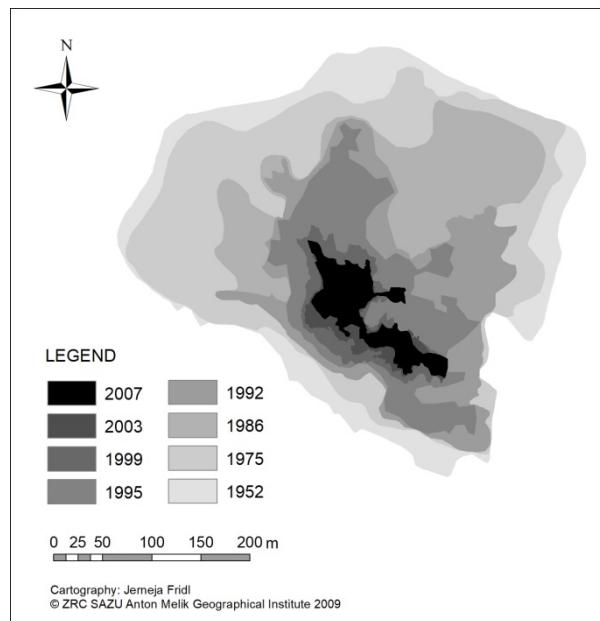 N
LEGEND
2007 1992
2003 1986
1999 1975
1995 1952
0 25 50 100 150 200 m
Cartography: Jerneja Fridl
© ZRC SAZU Anton Melik Geographical Institute 2009